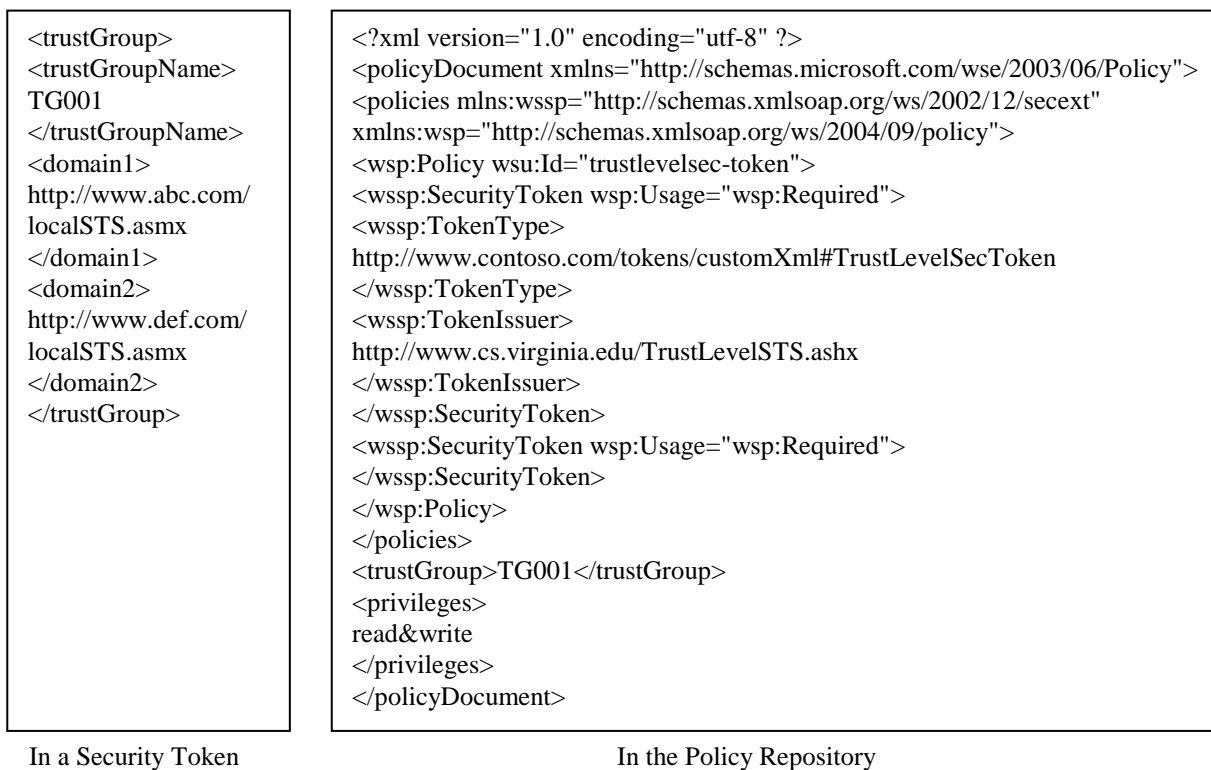 <trustGroup>
<trustGroupName>
TG001
</trustGroupName>
<domain1>
http://www.abc.com/
localSTS.asmx
</domain1>
<domain2>
http://www.def.com/
localSTS.asmx
</domain2>
</trustGroup>
In a Security Token
<?xml version="1.0" encoding="utf-8" ?>
<policyDocument xmlns="http://schemas.microsoft.com/wse/2003/06/Policy">
<policies mlns:wssp="http://schemas.xmlsoap.org/ws/2002/12/secext"
xmlns:wsp="http://schemas.xmlsoap.org/ws/2004/09/policy">
<wsp:Policy wsu:Id="trustlevelsec-token">
<wssp:SecurityToken wsp:Usage="wsp:Required">
<wssp:TokenType>
http://www.contoso.com/tokens/customXml#TrustLevelSecToken
</wssp:TokenType>
<wssp:TokenIssuer>
http://www.cs.virginia.edu/TrustLevelSTS.ashx
</wssp:TokenIssuer>
</wssp:SecurityToken>
<wssp:SecurityToken wsp:Usage="wsp:Required">
</wssp:SecurityToken>
</wsp:Policy>
</policies>
<trustGroup>TG001</trustGroup>
<privileges>
read&write
</privileges>
</policyDocument>
In the Policy Repository